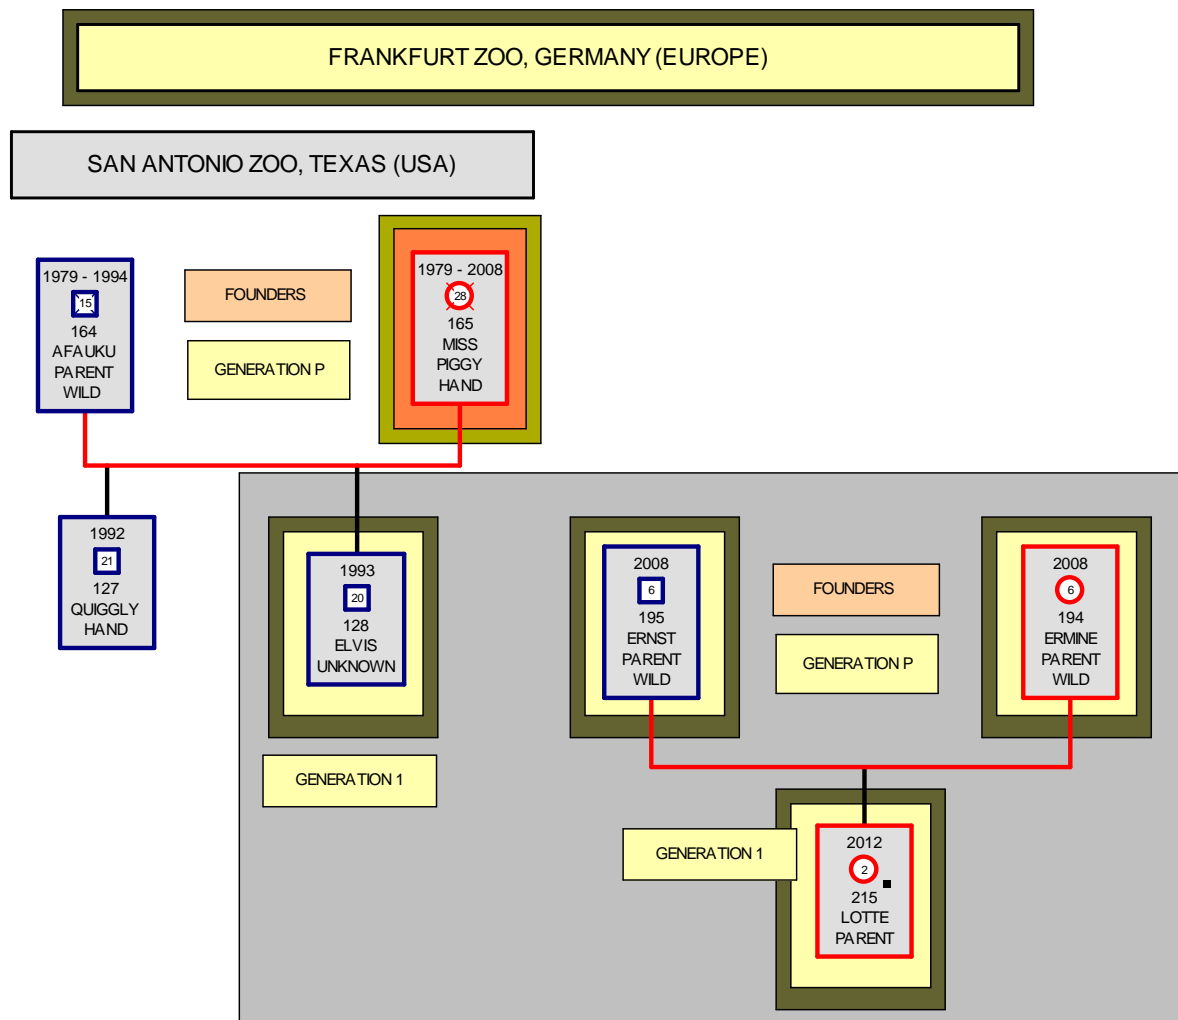 FRANKFURT ZOO, GERMANY (EUROPE)
SAN ANTONIO ZOO, TEXAS (USA)
1979 - 1994
15
164
AFAUKU
PARENT
WILD
FOUNDERS
GENERATION P
1979 - 2008
28
165
MISS
PIGGY
HAND
1992
21
127
QUIGGLY
HAND
1993
20
128
ELVIS
UNKNOWN
GENERATION 1
2008
6
195
ERNST
PARENT
WILD
FOUNDERS
GENERATION P
2008
6
194
ERMINE
PARENT
WILD
GENERATION 1
2012
2
215
LOTTE
PARENT